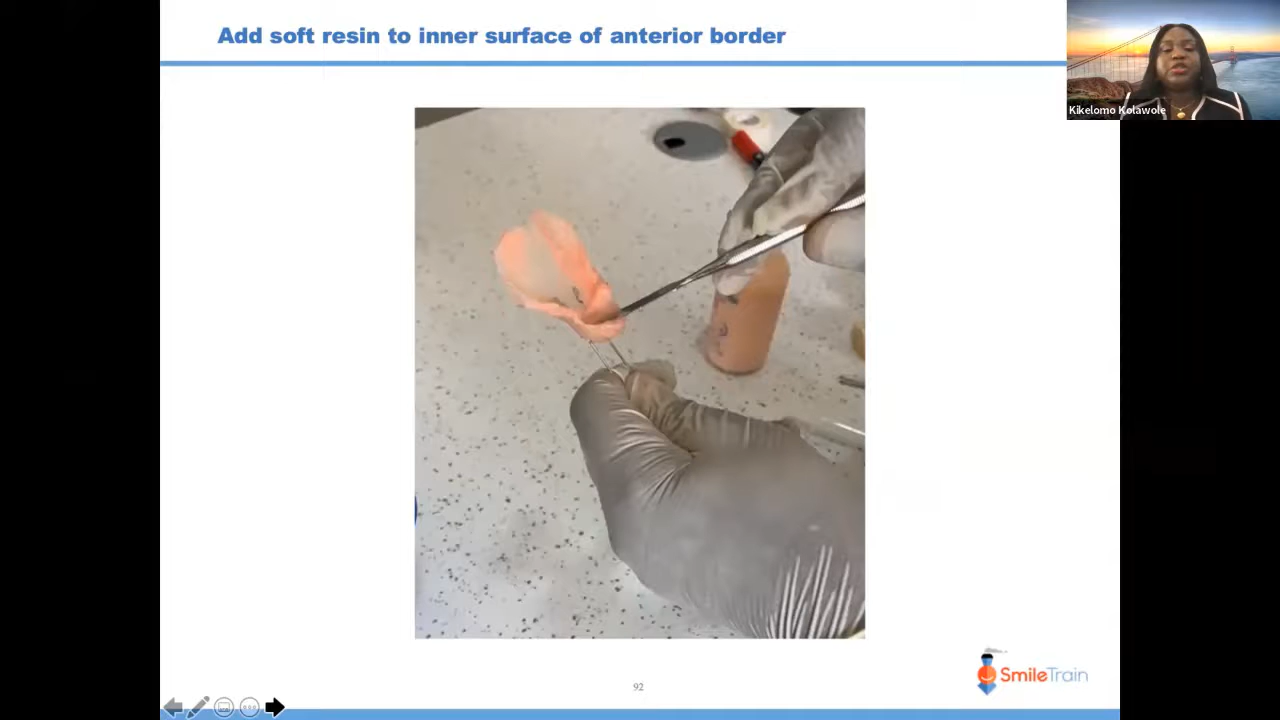 Add soft resin to inner surface of anterior border
Kikelomo Kolawole
SmileTrain
92